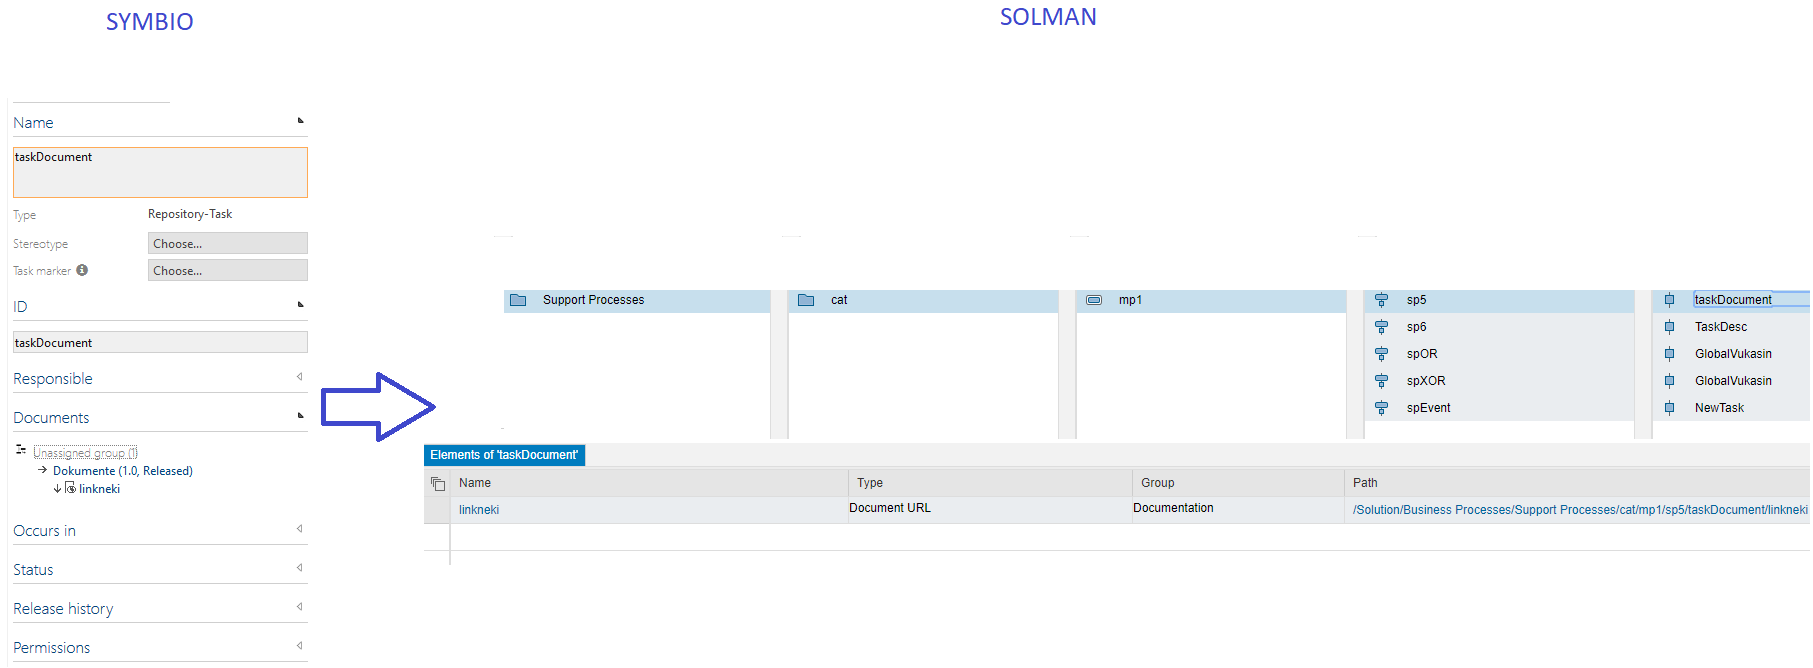 SYMBIO
SOLMAN
Name
taskDocument
Type Repository-Task
Stereotype Choose...
Task marker Choose...
ID
taskDocument
Responsible
Documents
Unassigned group (1)
Dokumente (1.0, Released)
linkneki
Occurs in
Status
Release history
Permissions
Support Processes cat mp1 sp5 taskDocument
sp6 TaskDesc
spOR GlobalVukasin
spXOR GlobalVukasin
spEvent NewTask
Elements of 'taskDocument'
Name Type Group Path
linkneki Document URL Documentation /Solution/Business Processes/Support Processes/cat/mp1/sp5/taskDocument/linkneki